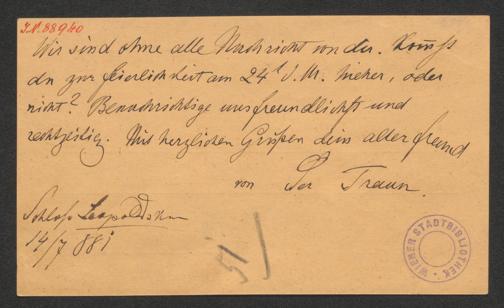 J.N. 88940
Wir sind ohne alle Nachricht von dir. Kommst
du zur Feierlichkeit am 24t d. M. hieher, oder
nicht? Benachrichtige uns freundlichst und
rechtzeitig. Mit herzlichen Grüßen dein alter Freund
von Traun.
Schloß Leopoldskron
14/7 881
51
WIENER STADTBIBLIOTHEK